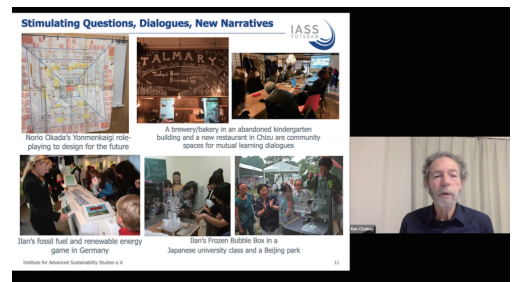 Stimulating Questions, Dialogues, New Narratives
IASS
POTSDAM
TALMARY
Norio Okada's Yonmenkaigi role-
playing to design for the future
A brewery/bakery in an abandoned kindergarten
building and a new restaurant in Chizu are community
spaces for mutual learning dialogues
Ilan's fossil fuel and renewable energy
game in Germany
Ilan's Frozen Bubble Box in a
Japanese university class and a Beijing park
Institute for Advanced Sustainability Studies e.V.
11
Ilan Chabay